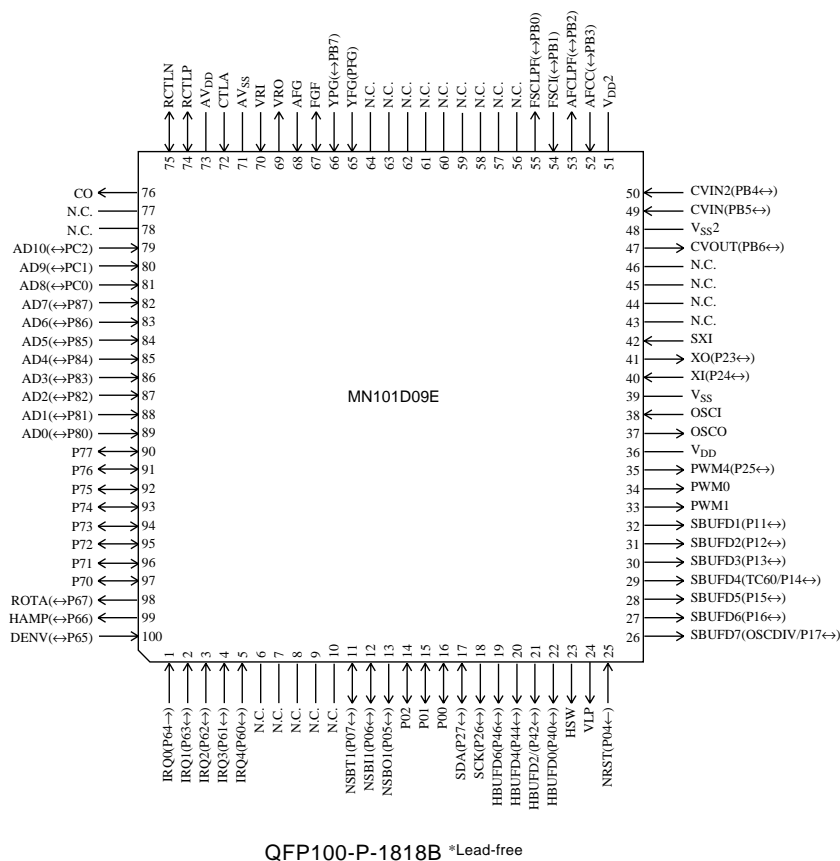 RCTLN
RCTLP
AVDD
CTLA
AVSS
VRI
VRO
AFG
FGF
YPG(↔PB7)
YFG(PFG)
N.C.
N.C.
N.C.
N.C.
N.C.
N.C.
N.C.
N.C.
N.C.
FSCLPF(↔PB0)
FSCI(↔PB1)
AFCLPF(↔PB2)
AFCC(↔PB3)
VDD2
75 74 73 72 71 70 69 68 67 66 65 64 63 62 61 60 59 58 57 56 55 54 53 52 51
CO 76
N.C. 77
N.C. 78
AD10(↔PC2) 79
AD9(↔PC1) 80
AD8(↔PC0) 81
AD7(↔P87) 82
AD6(↔P86) 83
AD5(↔P85) 84
AD4(↔P84) 85
AD3(↔P83) 86
AD2(↔P82) 87
AD1(↔P81) 88
AD0(↔P80) 89
P77 90
P76 91
P75 92
P74 93
P73 94
P72 95
P71 96
P70 97
ROTA(↔P67) 98
HAMP(↔P66) 99
DENV(↔P65) 100
MN101D09E
50 CVIN2(PB4↔)
49 CVIN(PB5↔)
48 VSS2
47 CVOUT(PB6↔)
46 N.C.
45 N.C.
44 N.C.
43 N.C.
42 SXI
41 XO(P23↔)
40 XI(P24↔)
39 VSS
38 OSCI
37 OSCO
36 VDD
35 PWM4(P25↔)
34 PWM0
33 PWM1
32 SBUFD1(P11↔)
31 SBUFD2(P12↔)
30 SBUFD3(P13↔)
29 SBUFD4(TC60/P14↔)
28 SBUFD5(P15↔)
27 SBUFD6(P16↔)
26 SBUFD7(OSCDIV/P17↔)
1 2 3 4 5 6 7 8 9 10 11 12 13 14 15 16 17 18 19 20 21 22 23 24 25
IRQ0(P64↔)
IRQ1(P63↔)
IRQ2(P62↔)
IRQ3(P61↔)
IRQ4(P60↔)
N.C.
N.C.
N.C.
N.C.
N.C.
NSBT1(P07↔)
NSBI1(P06↔)
NSBO1(P05↔)
P02
P01
P00
SDA(P27↔)
SCK(P26↔)
HBUFD6(P46↔)
HBUFD4(P44↔)
HBUFD2/(P42↔)
HBUFD0(P40↔)
HSW
VLP
NRST(P04←)
QFP100-P-1818B *Lead-free